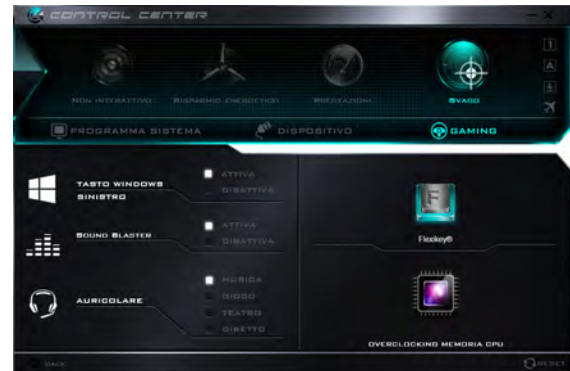 CONTROL CENTER
1
A
NON INTERATTIVO
RISPARMIO ENERGETICO
PRESTAZIONI
SVAGO
PROGRAMMA SISTEMA
DISPOSITIVO
GAMING
TASTO WINDOWS
SINISTRO
ATTIVA
DISATTIVA
SOUND BLASTER
ATTIVA
DISATTIVA
AURICOLARE
MUSICA
GIOCO
TEATRO
DIRETTO
F
Flexikey®
OVERCLOCKING MEMORIA CPU
BACK
RESET